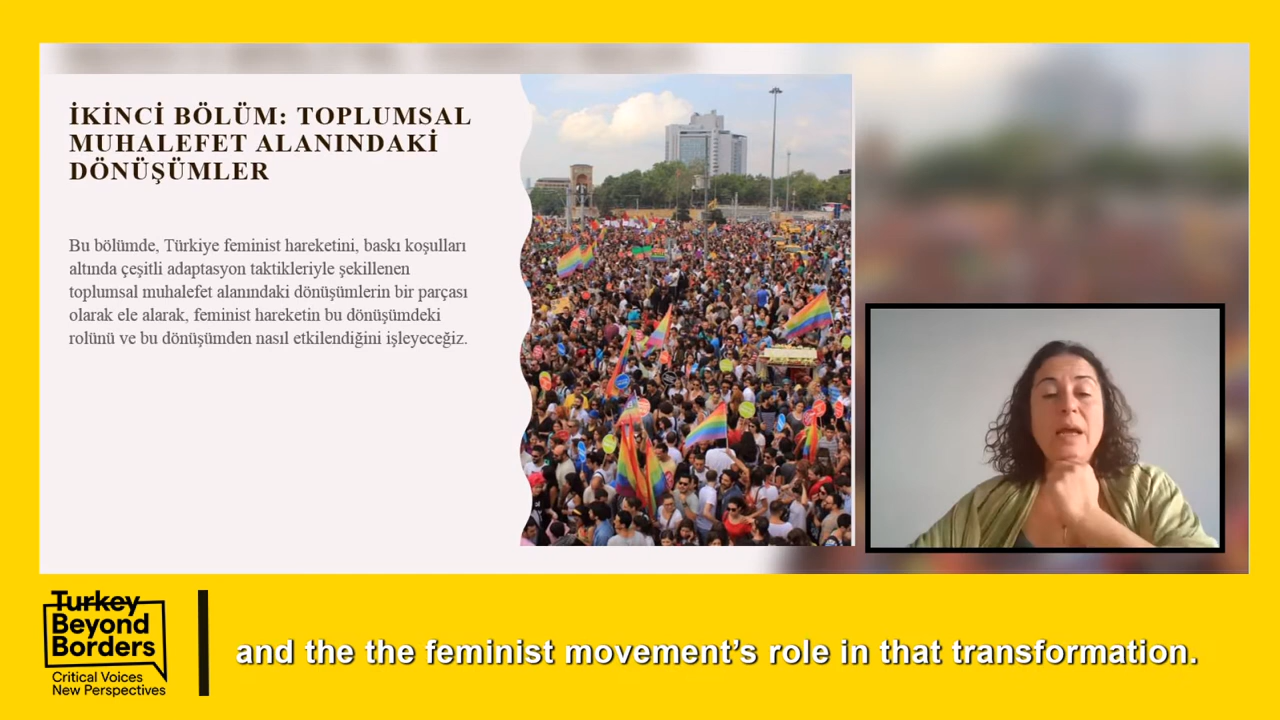 İKİNCİ BÖLÜM: TOPLUMSAL
MUHALEFET ALANINDAKİ
DÖNÜŞÜMLER
Bu bölümde, Türkiye feminist hareketini, baskı koşulları
altında çeşitli adaptasyon taktikleriyle şekillenen
toplumsal muhalefet alanındaki dönüşümlerin bir parçası
olarak ele alarak, feminist hareketin bu dönüşümdeki
rolünü ve bu dönüşümden nasıl etkilendiğini işleyeceğiz.
Turkey
Beyond
Borders
Critical Voices
New Perspectives
and the the feminist movement’s role in that transformation.